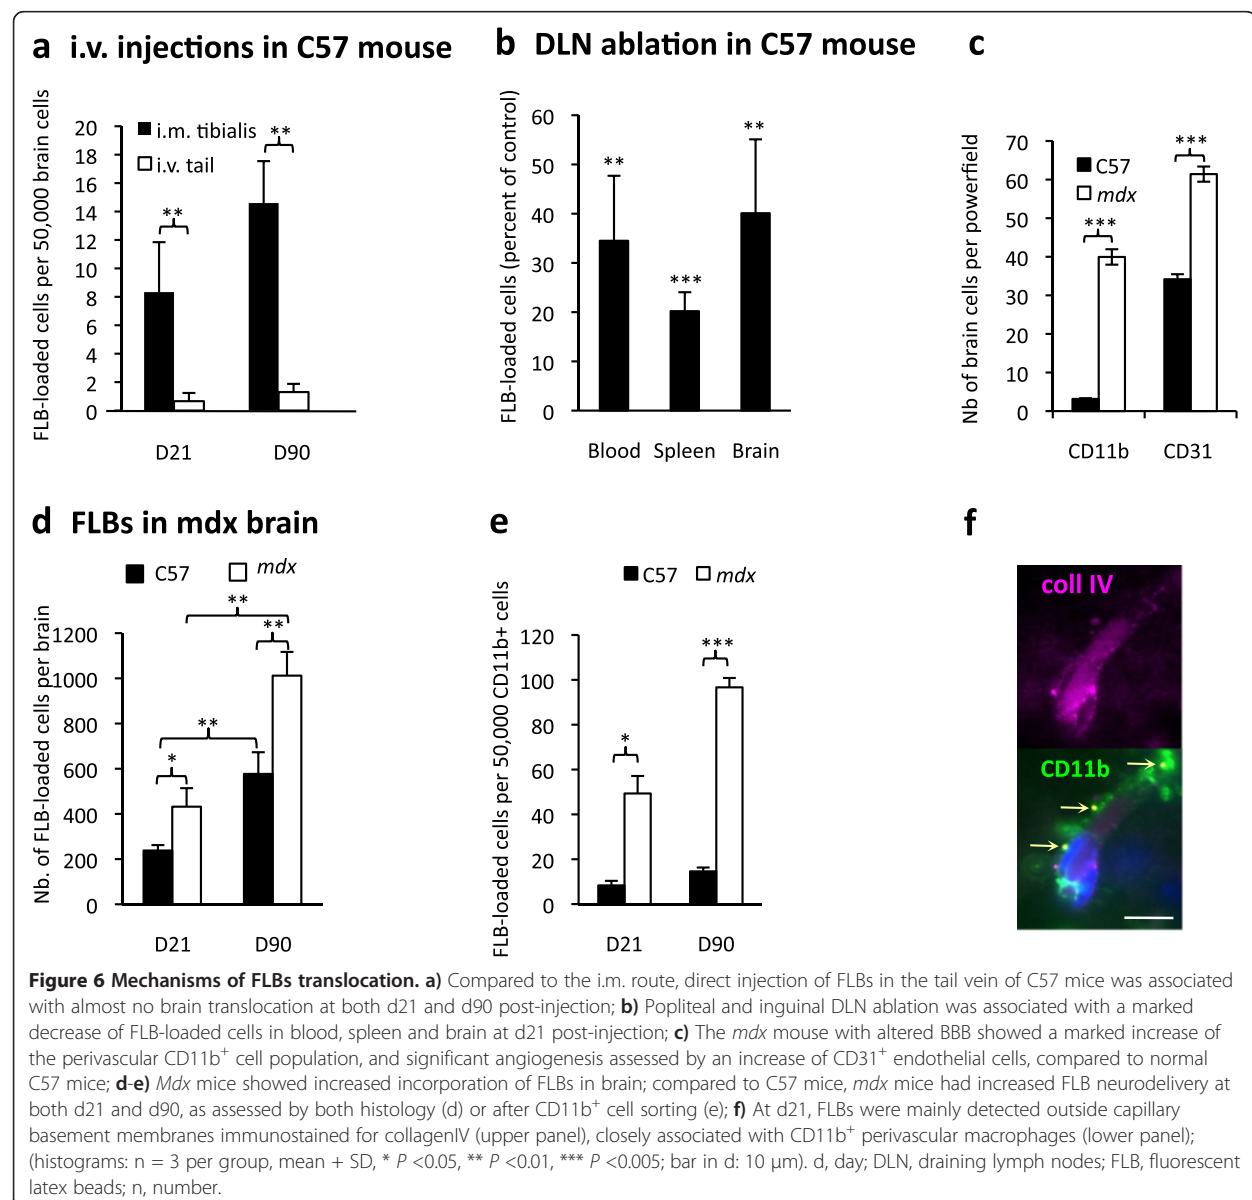 a i.v. injections in C57 mouse
FLB-loaded cells per 50,000 brain cells
20
18
16
14
12
10
8
6
4
2
0
i.m. tibialis
i.v. tail
**
**
D21 D90
b DLN ablation in C57 mouse
FLB-loaded cells (percent of control)
60
50
40
30
20
10
0
**
***
**
Blood Spleen Brain
c
Nb of brain cells per powerfield
70
60
50
40
30
20
10
0
C57
mdx
***
***
CD11b CD31
d FLBs in mdx brain
C57 mdx
Nb. of FLB-loaded cells per brain
1200
1000
800
600
400
200
0
**
**
**
*
D21 D90
e
C57 mdx
FLB-loaded cells per 50,000 CD11b+ cells
120
100
80
60
40
20
0
*
***
D21 D90
f
coll IV
CD11b
Figure 6 Mechanisms of FLBs translocation. a) Compared to the i.m. route, direct injection of FLBs in the tail vein of C57 mice was associated
with almost no brain translocation at both d21 and d90 post-injection; b) Popliteal and inguinal DLN ablation was associated with a marked
decrease of FLB-loaded cells in blood, spleen and brain at d21 post-injection; c) The mdx mouse with altered BBB showed a marked increase of
the perivascular CD11b+ cell population, and significant angiogenesis assessed by an increase of CD31+ endothelial cells, compared to normal
C57 mice; d-e) Mdx mice showed increased incorporation of FLBs in brain; compared to C57 mice, mdx mice had increased FLB neurodelivery at
both d21 and d90, as assessed by both histology (d) or after CD11b+ cell sorting (e); f) At d21, FLBs were mainly detected outside capillary
basement membranes immunostained for collagenIV (upper panel), closely associated with CD11b+ perivascular macrophages (lower panel);
(histograms: n = 3 per group, mean + SD, * P <0.05, ** P <0.01, *** P <0.005; bar in d: 10 μm). d, day; DLN, draining lymph nodes; FLB, fluorescent
latex beads; n, number.